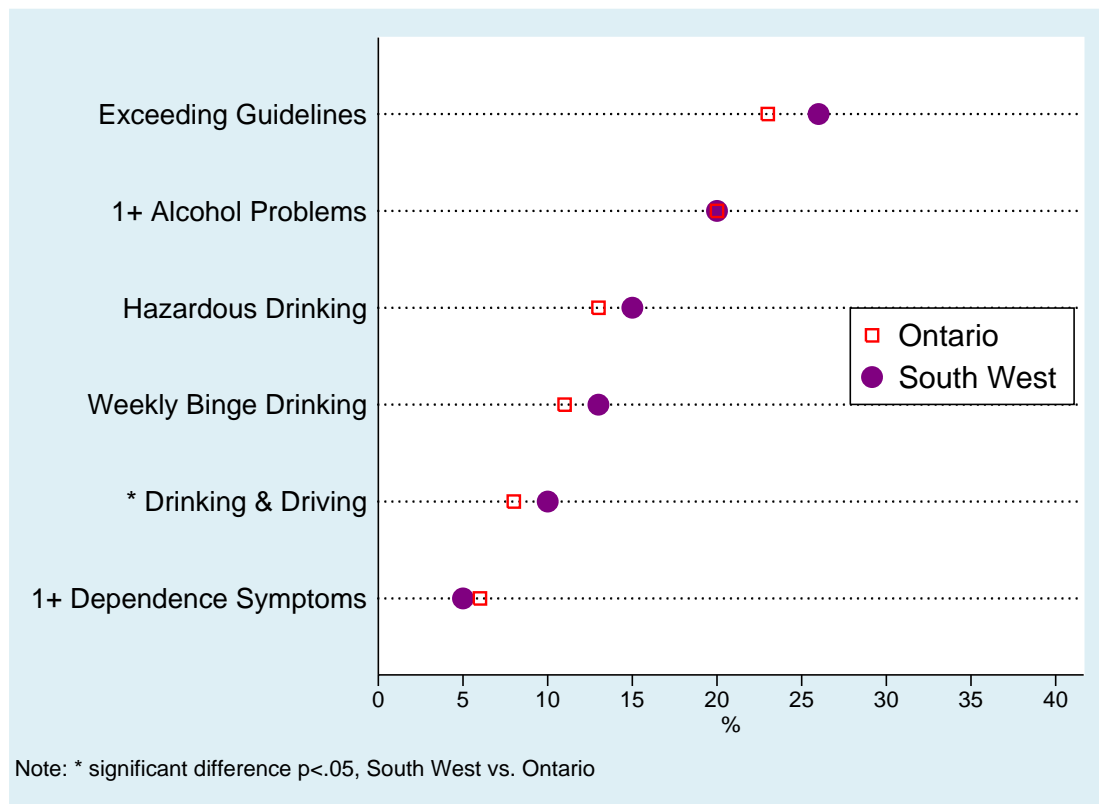 Exceeding Guidelines
1+ Alcohol Problems
Hazardous Drinking
Weekly Binge Drinking
* Drinking & Driving
1+ Dependence Symptoms
Ontario
South West
0 5 10 15 20 25 30 35 40
%
Note: * significant difference p<.05, South West vs. Ontario